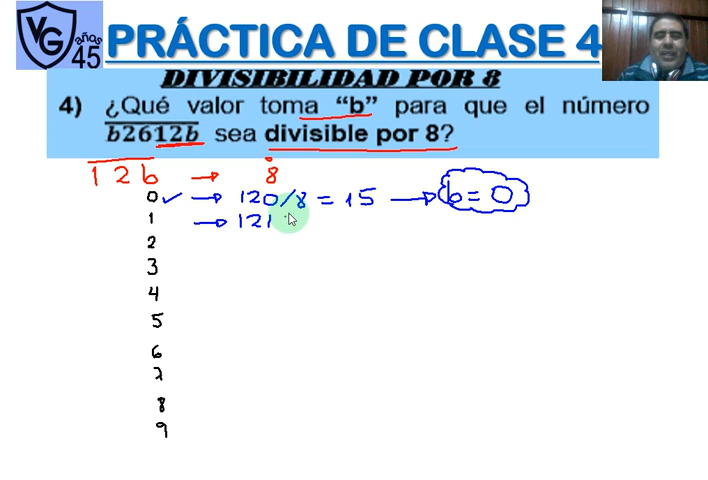 VG años 45
PRÁCTICA DE CLASE 4
DIVISIBILIDAD POR 8
4) ¿Qué valor toma “b” para que el número
b2612b sea divisible por 8?
1 2 b → 8
0 ✓ → 120/8 = 15 → b = 0
1 → 121
2
3
4
5
6
7
8
9